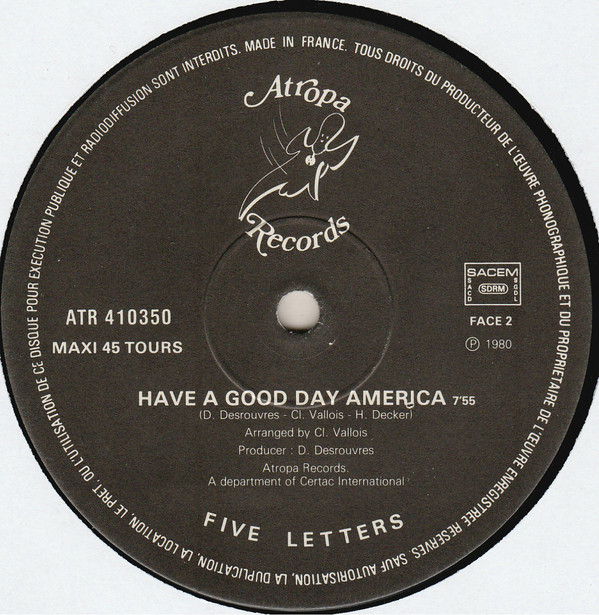 TOUS DROITS DU PRODUCTEUR DE L'ŒUVRE PHONOGRAPHIQUE ET DU PROPRIETAIRE DE L'ŒUVRE ENREGISTREE RESERVES. SAUF AUTORISATION, LA DUPLICATION, LA LOCATION, LE PRET, OU L'UTILISATION DE CE DISQUE POUR EXECUTION PUBLIQUE ET RADIODIFFUSION SONT INTERDITS. MADE IN FRANCE.
Atropa
Records
SACEM
SACD
SDRM
SGDL
ATR 410350
FACE 2
MAXI 45 TOURS
℗ 1980
HAVE A GOOD DAY AMERICA 7'55
(D. Desrouvres - Cl. Vallois - H. Decker)
Arranged by Cl. Vallois
Producer : D. Desrouvres
Atropa Records.
A department of Certac International
FIVE LETTERS